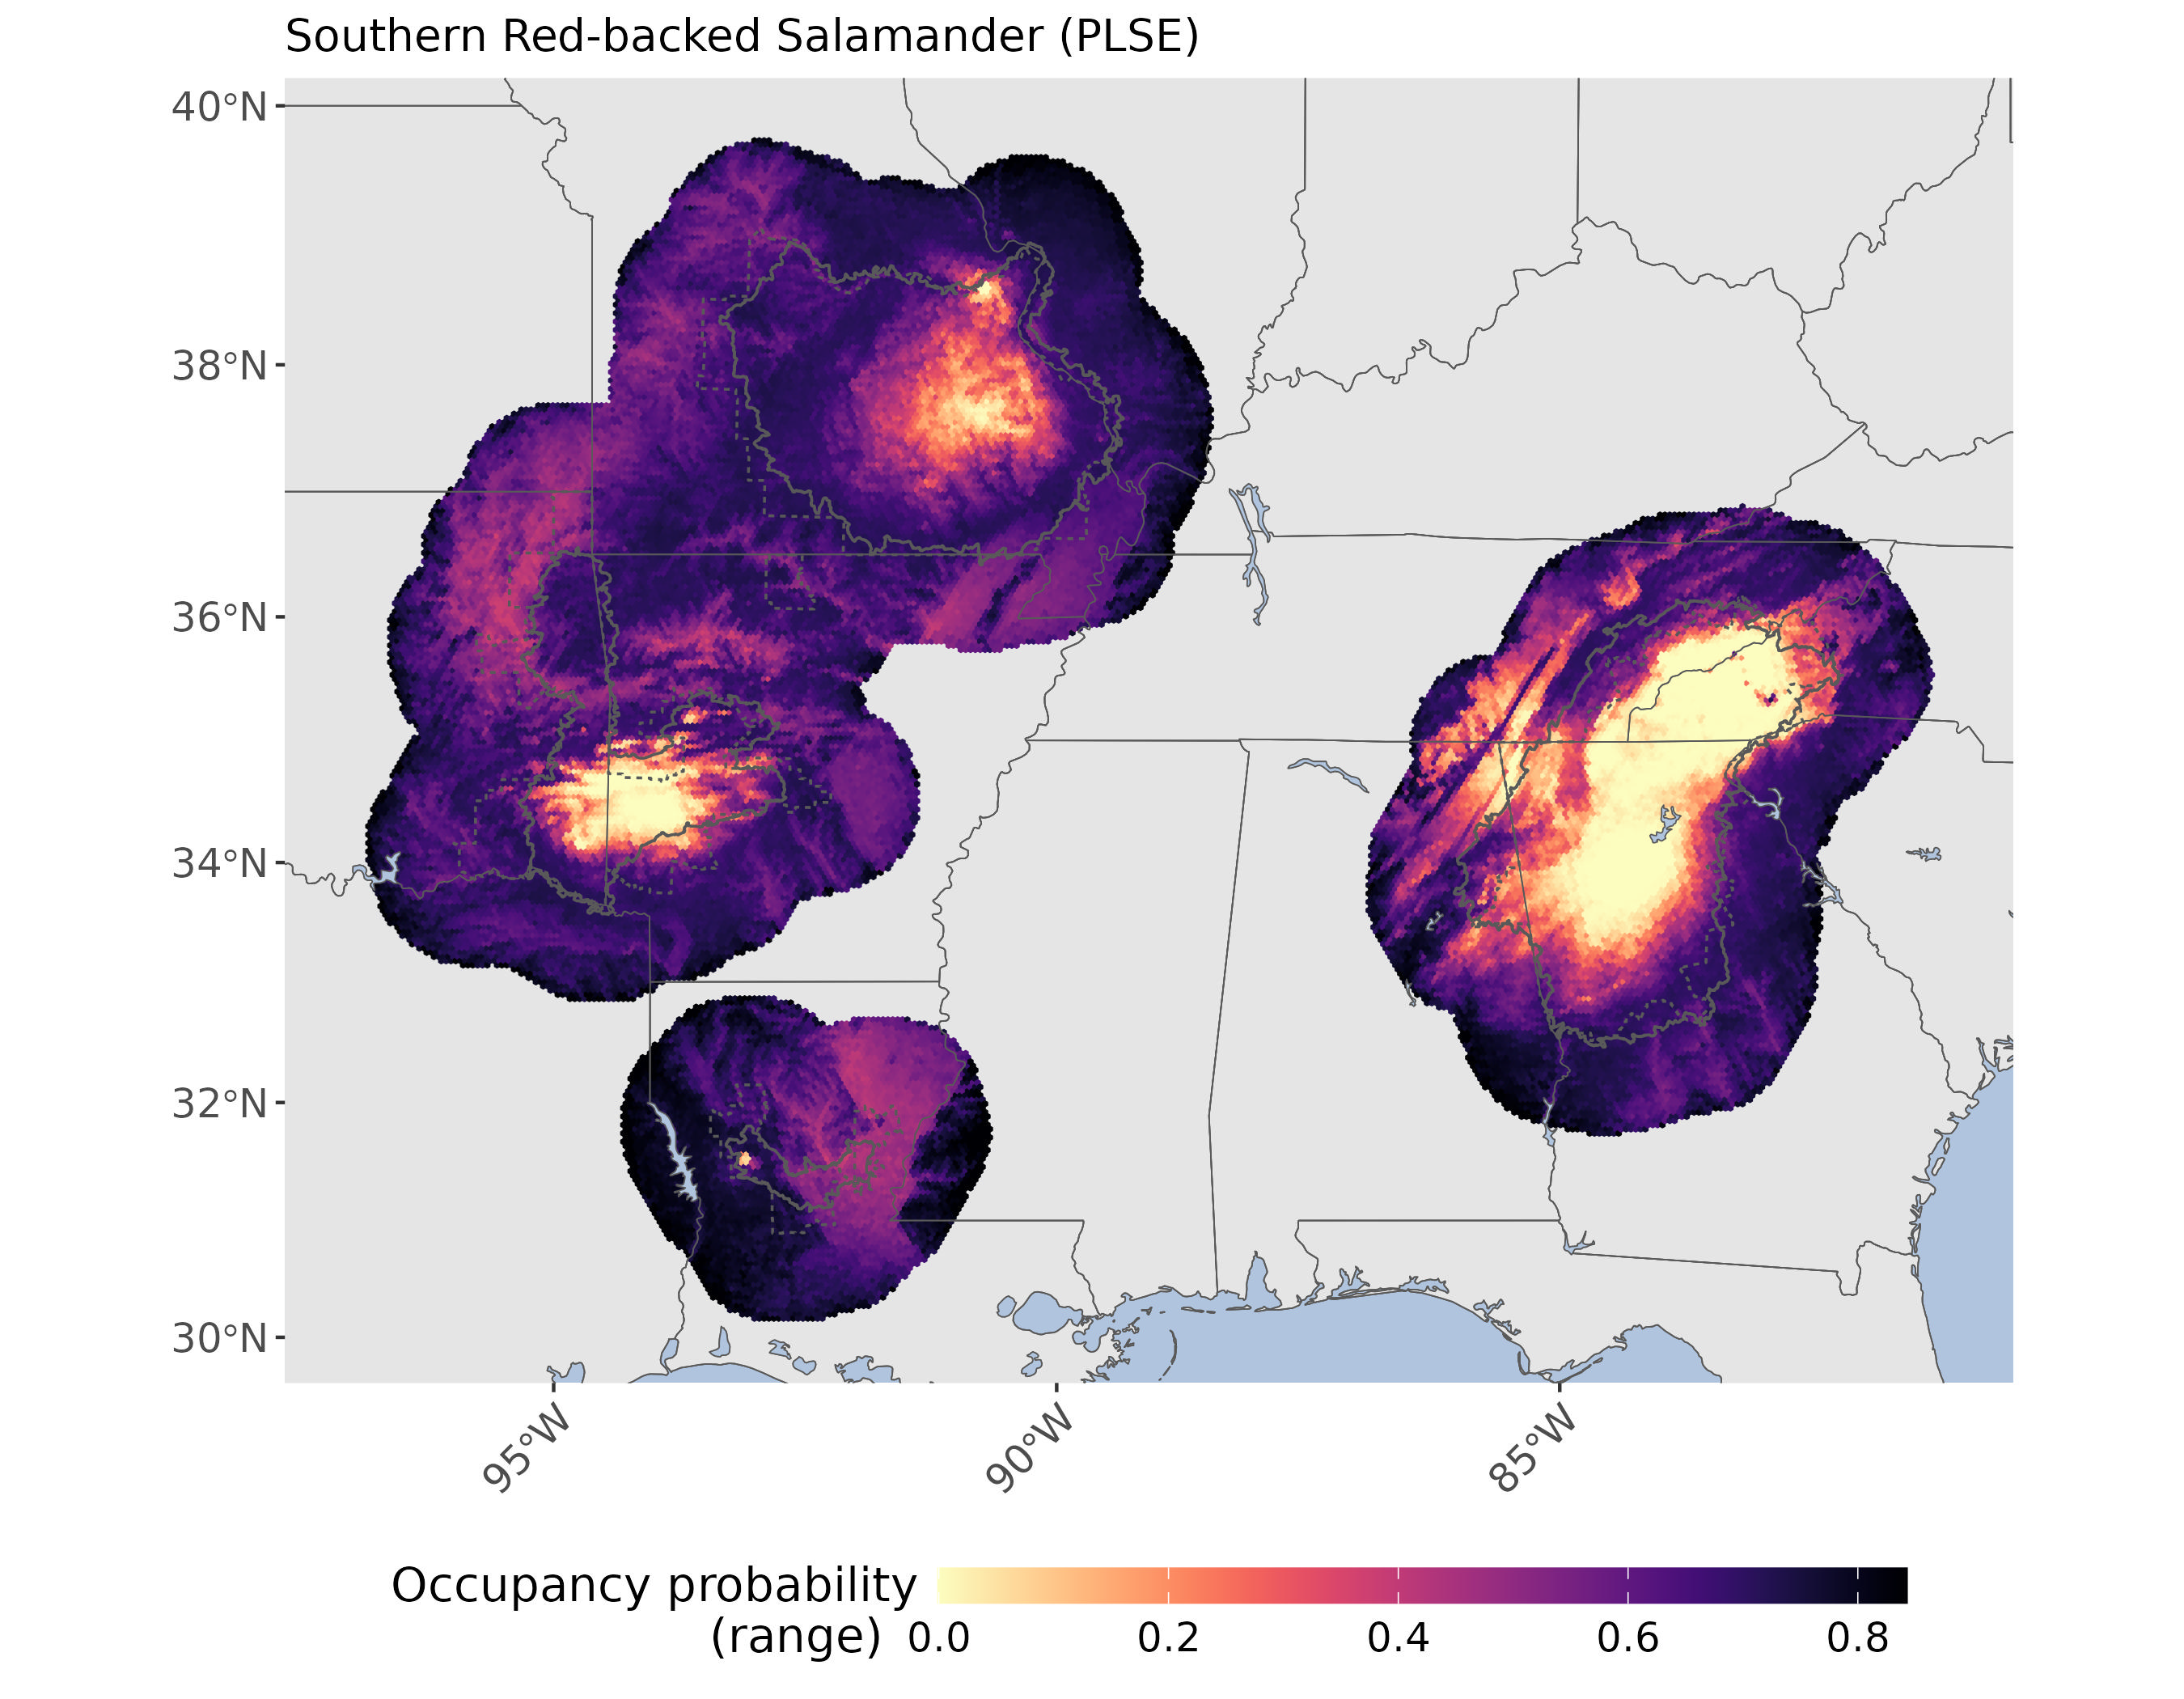 Southern Red-backed Salamander (PLSE)
40°N
38°N
36°N
34°N
32°N
30°N
95°W
90°W
85°W
Occupancy probability
(range)
0.0
0.2
0.4
0.6
0.8